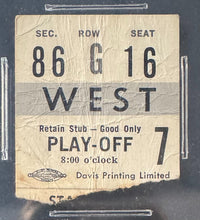 SEC. ROW SEAT
86 G 16
WEST
Retain Stub — Good Only
PLAY-OFF 7
8:00 o'clock
Davis Printing Limited